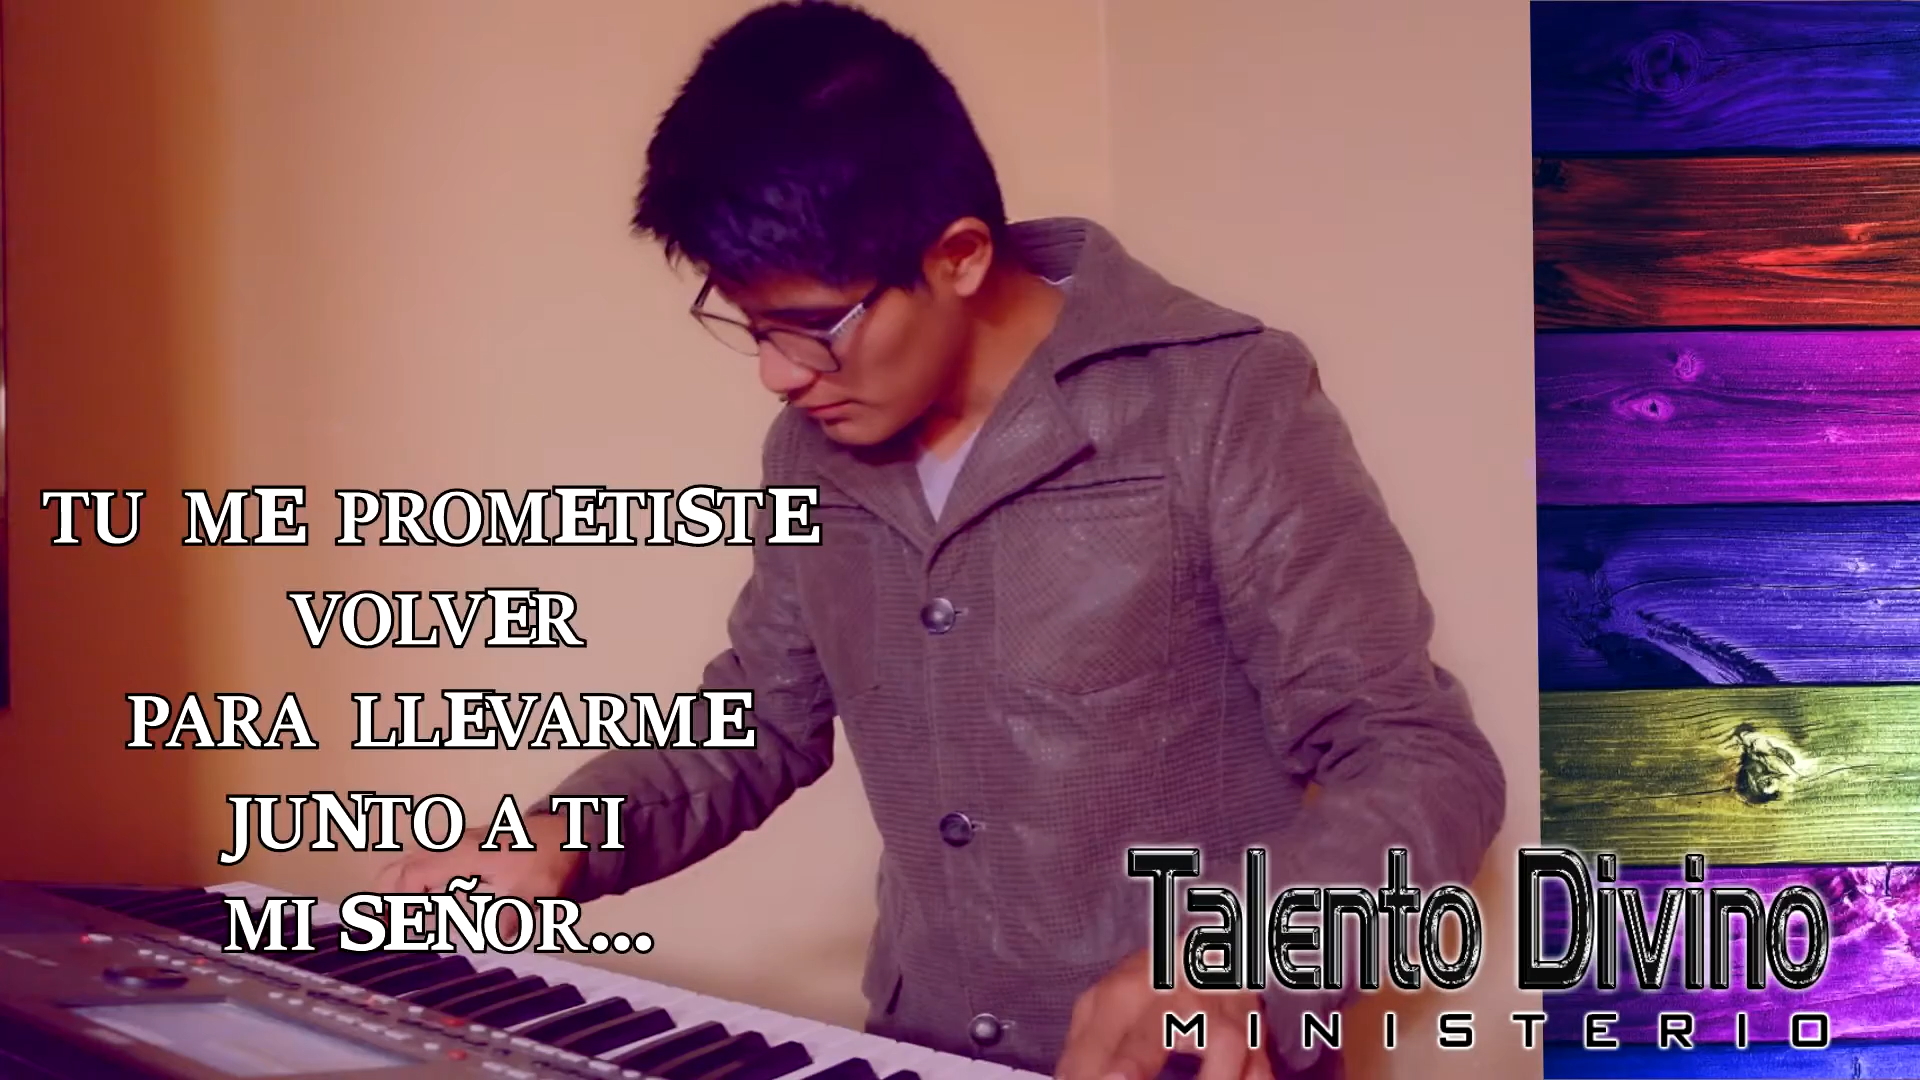 TU ME PROMETISTE
VOLVER
PARA LLEVARME
JUNTO A TI
MI SEÑOR...
Talento Divino
MINISTERIO